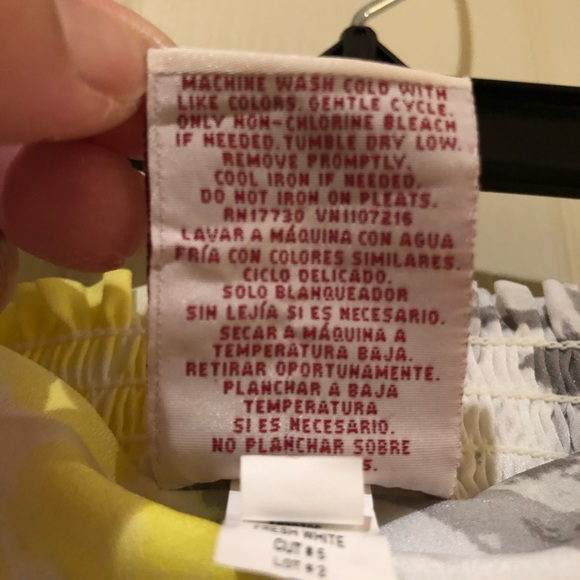 MACHINE WASH COLD WITH
LIKE COLORS. GENTLE CYCLE.
ONLY NON-CHLORINE BLEACH
IF NEEDED. TUMBLE DRY LOW.
REMOVE PROMPTLY.
COOL IRON IF NEEDED.
DO NOT IRON ON PLEATS.
RN17730 VN1107216
LAVAR A MÁQUINA CON AGUA
FRÍA CON COLORES SIMILARES.
CICLO DELICADO.
SOLO BLANQUEADOR
SIN LEJÍA SI ES NECESARIO.
SECAR A MÁQUINA A
TEMPERATURA BAJA.
RETIRAR OPORTUNAMENTE.
PLANCHAR A BAJA
TEMPERATURA
SI ES NECESARIO.
NO PLANCHAR SOBRE
S.
FRESH WHITE
CUT # 5
LOT # 2